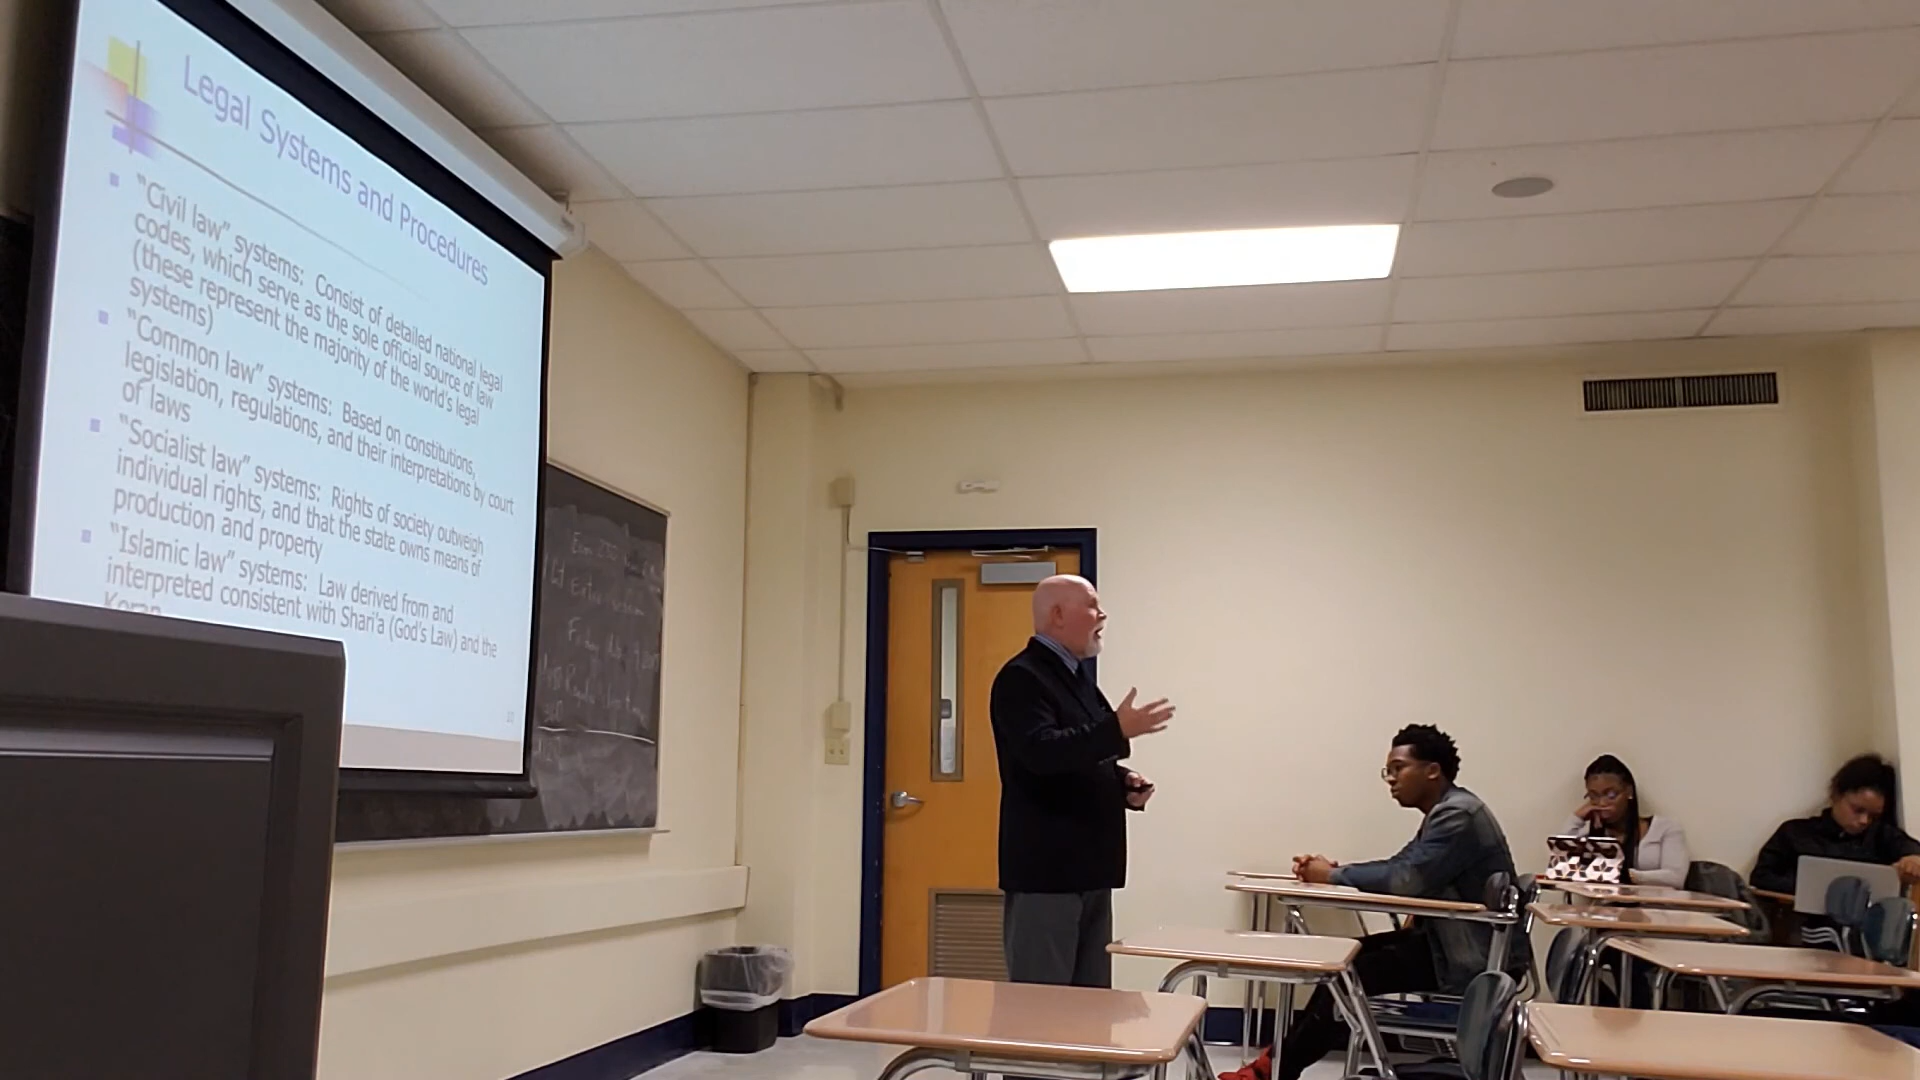 Legal Systems and Procedures
“Civil law” systems: Consist of detailed national legal
codes, which serve as the sole official source of law
(these represent the majority of the world’s legal
systems)
“Common law” systems: Based on constitutions,
legislation, regulations, and their interpretations by court
of laws
“Socialist law” systems: Rights of society outweigh
individual rights, and that the state owns means of
production and property
“Islamic law” systems: Law derived from and
interpreted consistent with Shari’a (God’s Law) and the
Koran